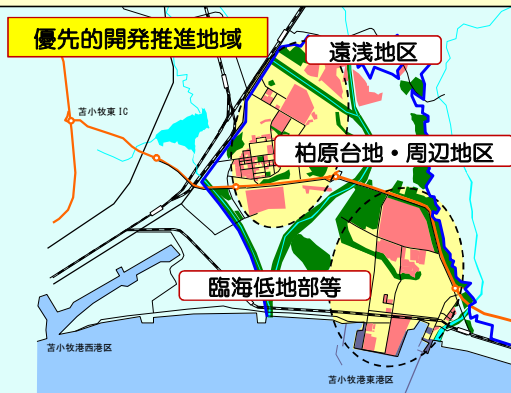 優先的開発推進地域
遠浅地区
苫小牧東IC
柏原台地・周辺地区
臨海低地部等
苫小牧港西港区
苫小牧港東港区